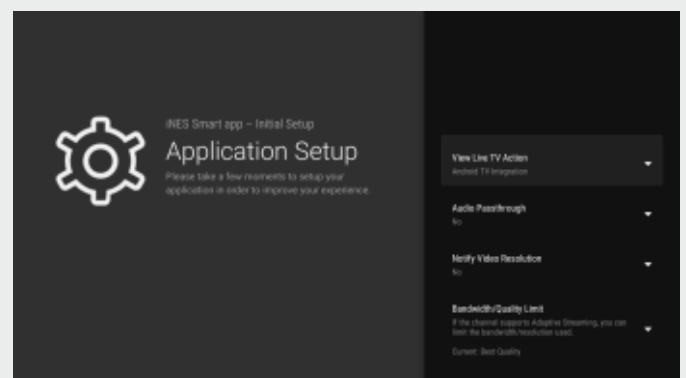 iNES Smart app – Initial Setup
Application Setup
Please take a few moments to setup your
application in order to improve your experience.
View Live TV Action
Android TV Integration
Audio Passthrough
No
Notify Video Resolution
No
Bandwidth/Quality Limit
If the channel supports Adaptive Streaming, you can
limit the bandwidth/resolution used.
Current: Best Quality